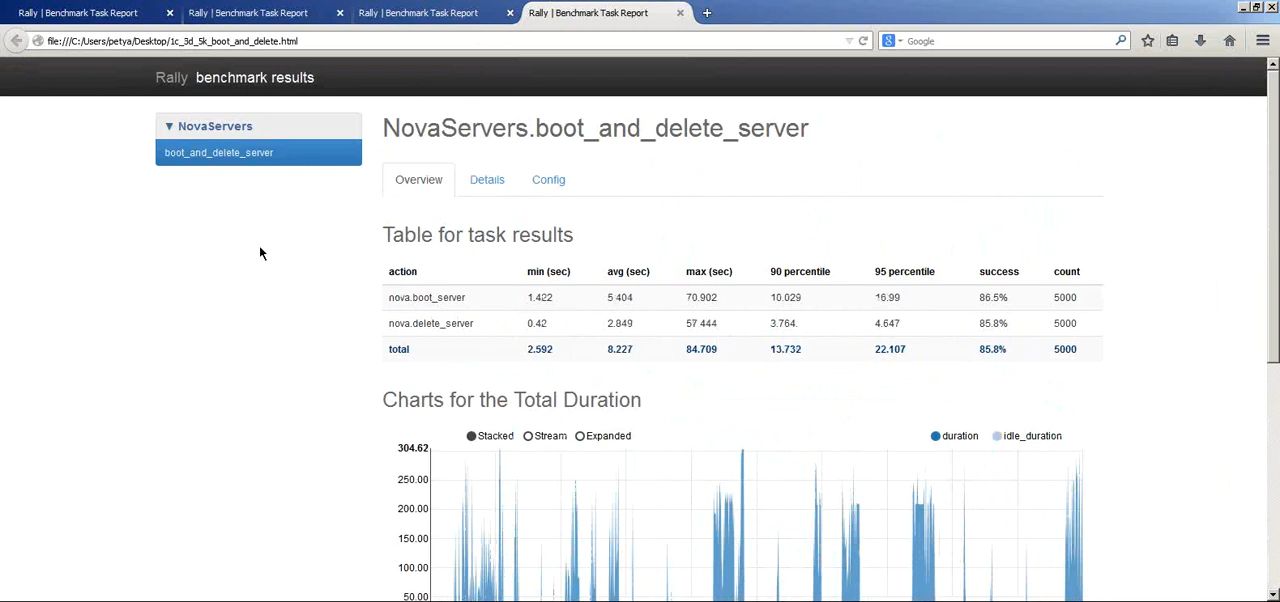 Rally | Benchmark Task Report Rally | Benchmark Task Report Rally | Benchmark Task Report Rally | Benchmark Task Report
file:///C:/Users/petya/Desktop/1c_3d_5k_boot_and_delete.html Google
Rally benchmark results
NovaServers
boot_and_delete_server
NovaServers.boot_and_delete_server
Overview Details Config
Table for task results
action min (sec) avg (sec) max (sec) 90 percentile 95 percentile success count
nova.boot_server 1.422 5.404 70.902 10.029 16.99 86.5% 5000
nova.delete_server 0.42 2.849 57.444 3.764 4.647 85.8% 5000
total 2.592 8.227 84.709 13.732 22.107 85.8% 5000
Charts for the Total Duration
Stacked Stream Expanded duration idle_duration
304.62
250.00
200.00
150.00
100.00
50.00